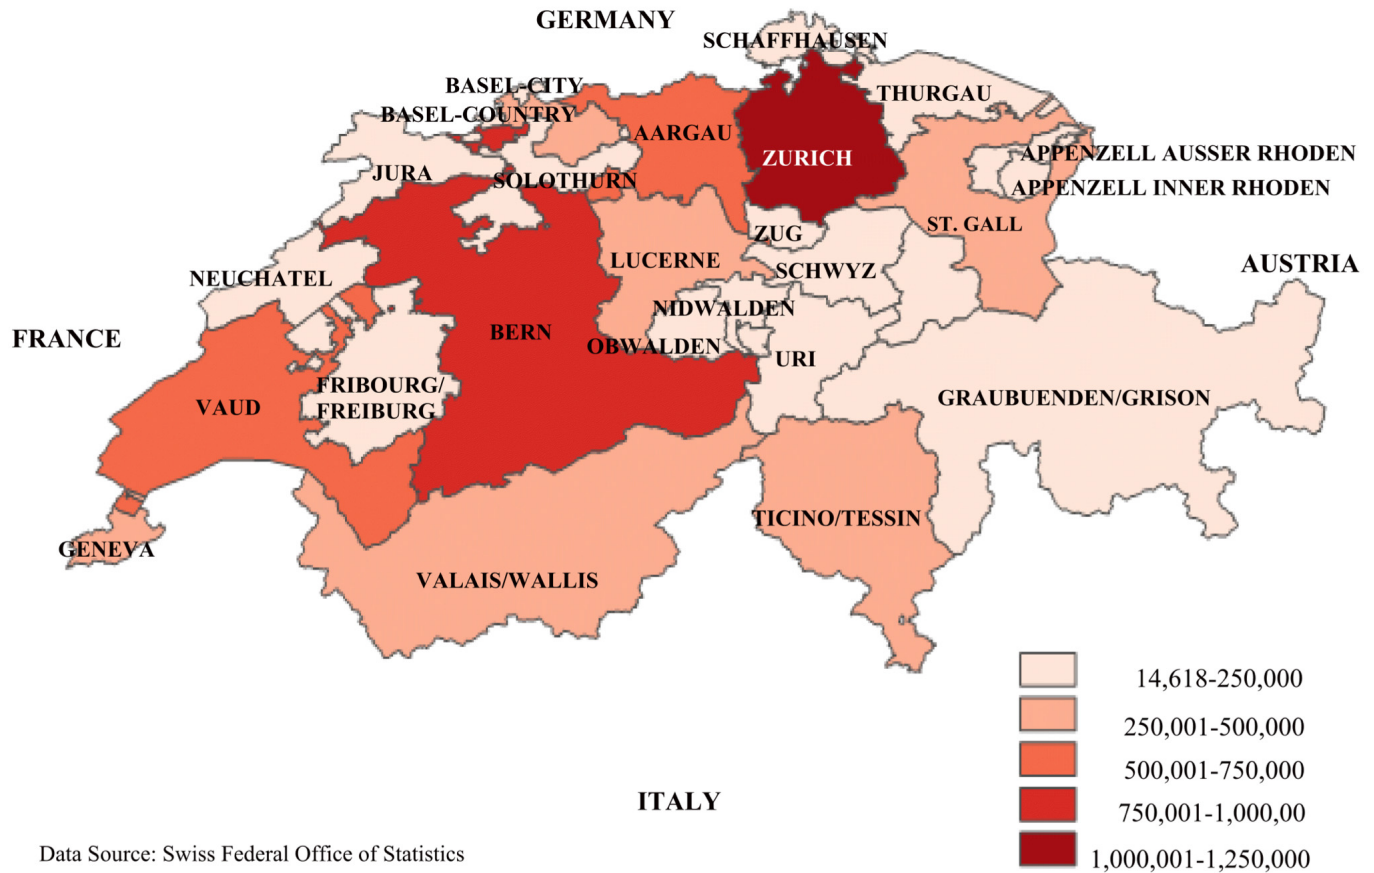 GERMANY
SCHAFFHAUSEN
BASEL-CITY
THURGAU
BASEL-COUNTRY
AARGAU
ZURICH
APPENZELL AUSSER RHODEN
JURA
SOLOTHURN
APPENZELL INNER RHODEN
ST. GALL
ZUG
LUCERNE
SCHWYZ
AUSTRIA
NEUCHATEL
NIDWALDEN
FRANCE
BERN
OBWALDEN
URI
FRIBOURG/
FREIBURG
VAUD
GRAUBUENDEN/GRISON
TICINO/TESSIN
GENEVA
VALAIS/WALLIS
14,618-250,000
250,001-500,000
500,001-750,000
750,001-1,000,00
1,000,001-1,250,000
ITALY
Data Source: Swiss Federal Office of Statistics